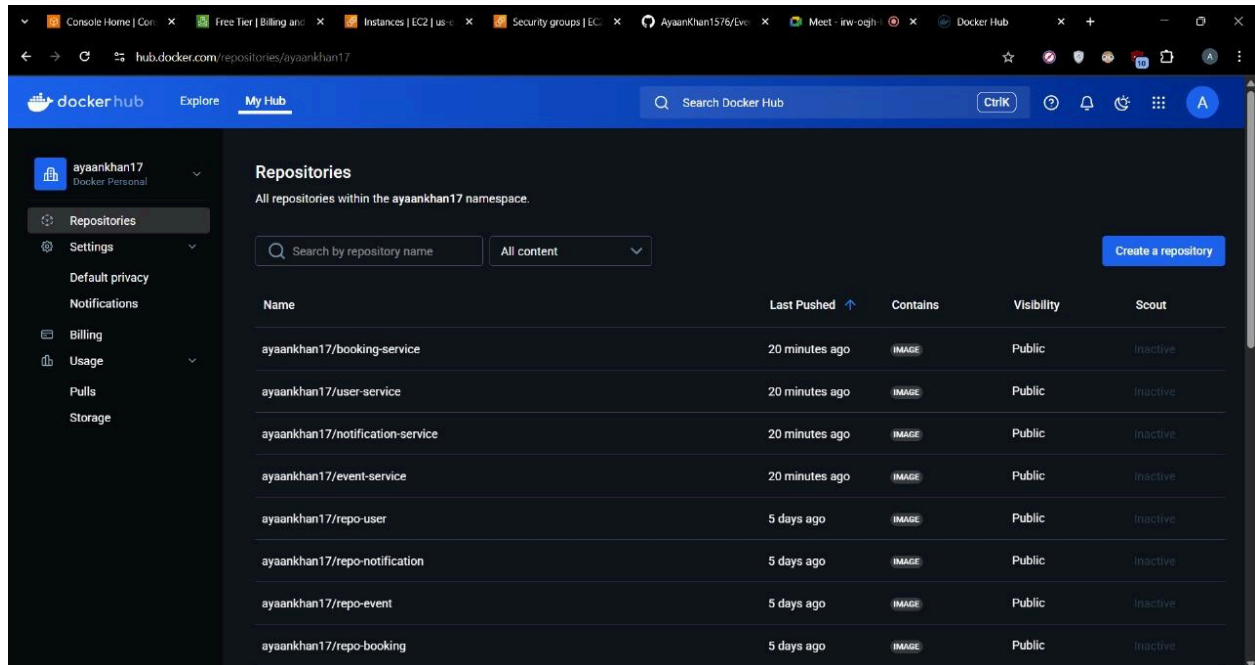 Console Home | Con
Free Tier | Billing and
Instances | EC2 | us-e
Security groups | EC2
AyaanKhan1576/Eve
Meet - irw-oejh-
Docker Hub
hub.docker.com/repositories/ayaankhan17
10
A
dockerhub
Explore
My Hub
Search Docker Hub
CtrlK
A
ayaankhan17
Docker Personal
Repositories
Settings
Default privacy
Notifications
Billing
Usage
Pulls
Storage
Repositories
All repositories within the ayaankhan17 namespace.
Search by repository name
All content
Create a repository
Name Last Pushed Contains Visibility Scout
ayaankhan17/booking-service 20 minutes ago IMAGE Public Inactive
ayaankhan17/user-service 20 minutes ago IMAGE Public Inactive
ayaankhan17/notification-service 20 minutes ago IMAGE Public Inactive
ayaankhan17/event-service 20 minutes ago IMAGE Public Inactive
ayaankhan17/repo-user 5 days ago IMAGE Public Inactive
ayaankhan17/repo-notification 5 days ago IMAGE Public Inactive
ayaankhan17/repo-event 5 days ago IMAGE Public Inactive
ayaankhan17/repo-booking 5 days ago IMAGE Public Inactive